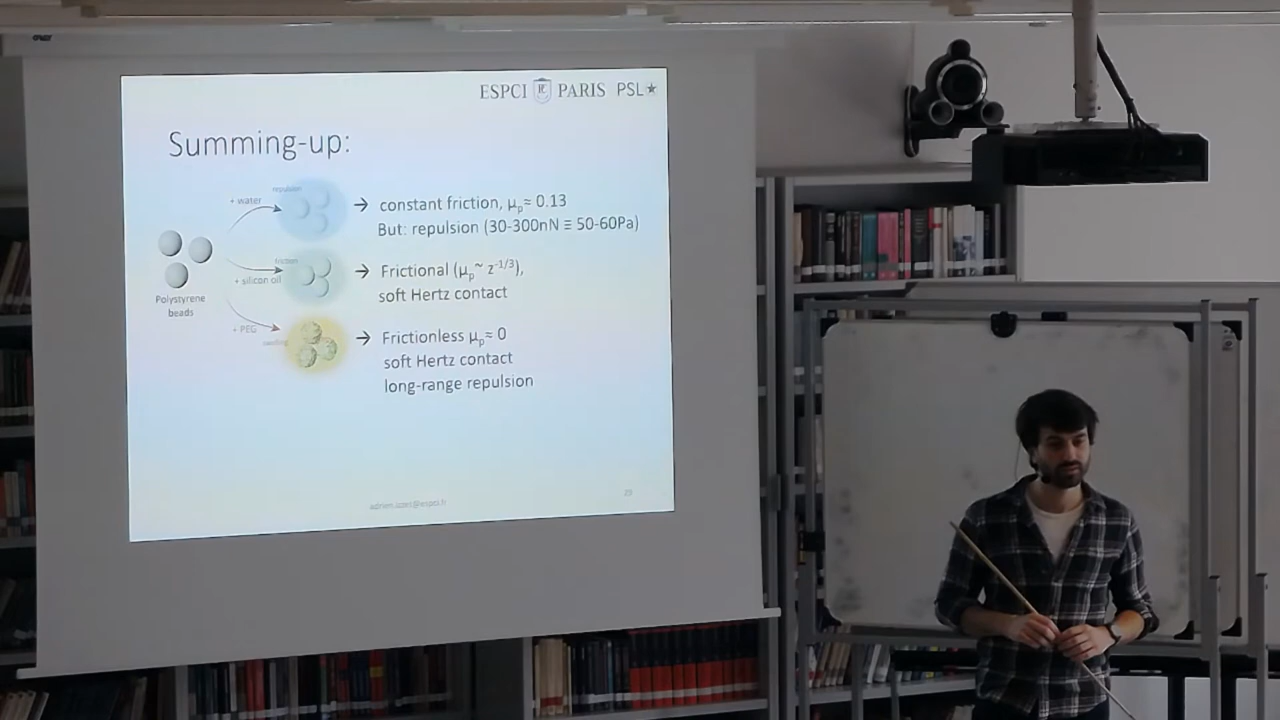 ESPCI PARIS PSL★
Summing-up:
repulsion
+ water
→ constant friction, μₚ≈ 0.13
But: repulsion (30-300nN ≡ 50-60Pa)
friction
+ silicon oil
→ Frictional (μₚ~ z⁻¹/³),
soft Hertz contact
Polystyrene
beads
+ PEG
→ Frictionless μₚ≈ 0
soft Hertz contact
long-range repulsion